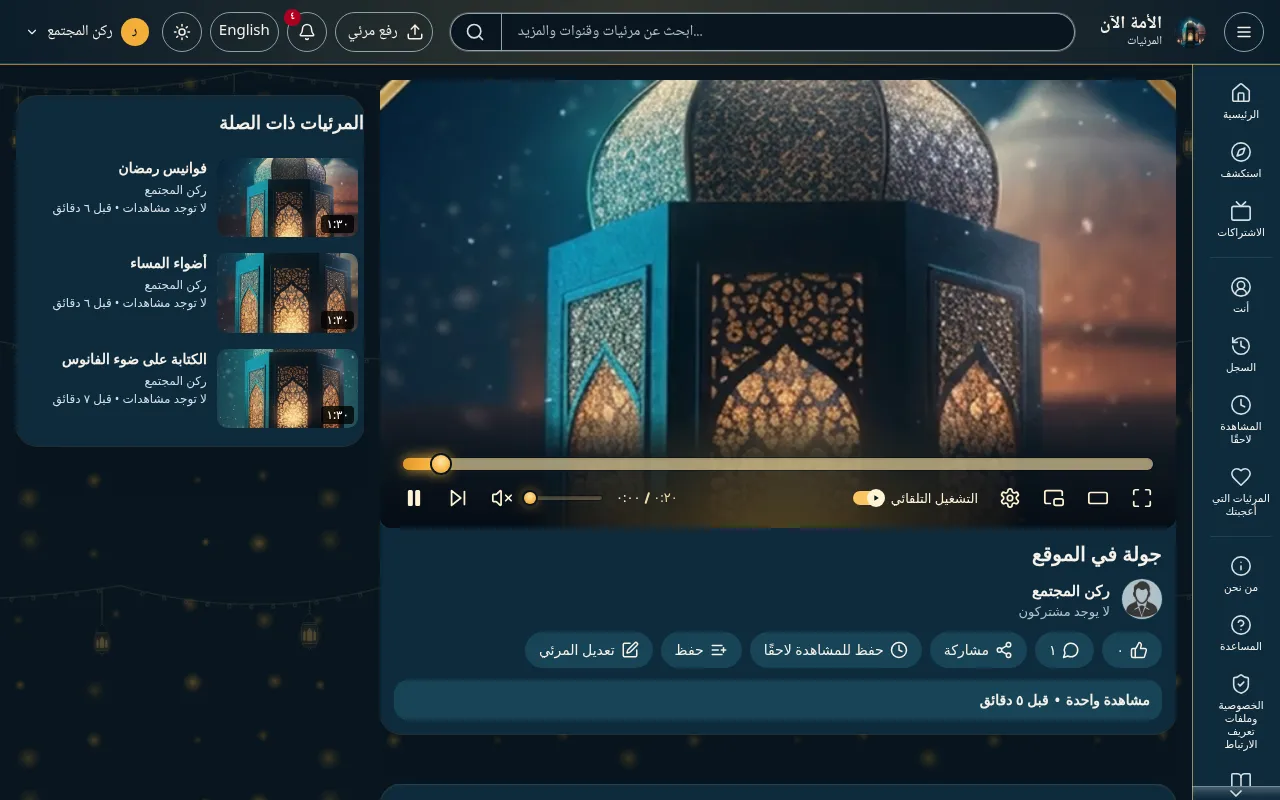 الأمة الآن
المرئيات
ابحث عن مرئيات وقنوات والمزيد...
رفع مرئي
٤
English
ر
ركن المجتمع
الرئيسية
استكشف
الاشتراكات
أنت
السجل
المشاهدة
لاحقًا
المرئيات التي
أعجبتك
من نحن
المساعدة
الخصوصية
وملفات
تعريف
الارتباط
٠:٠٠ / ٠:٢٠
التشغيل التلقائي
جولة في الموقع
ركن المجتمع
لا يوجد مشتركون
٠
١
مشاركة
حفظ للمشاهدة لاحقًا
حفظ
تعديل المرئي
مشاهدة واحدة • قبل ٥ دقائق
المرئيات ذات الصلة
فوانيس رمضان
ركن المجتمع
لا توجد مشاهدات • قبل ٦ دقائق
١:٣٠
أضواء المساء
ركن المجتمع
لا توجد مشاهدات • قبل ٦ دقائق
١:٣٠
الكتابة على ضوء الفانوس
ركن المجتمع
لا توجد مشاهدات • قبل ٧ دقائق
١:٣٠